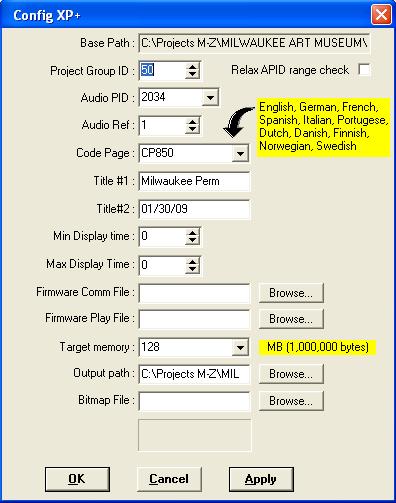 Config XP+
Base Path : C:\Projects M-Z\MILWAUKEE ART MUSEUM\
Project Group ID : 50 Relax APID range check
Audio PID : 2034
Audio Ref : 1
English, German, French,
Spanish, Italian, Portugese,
Dutch, Danish, Finnish,
Norwegian, Swedish
Code Page : CP850
Title #1 : Milwaukee Perm
Title#2 : 01/30/09
Min Display time : 0
Max Display Time : 0
Firmware Comm File : Browse...
Firmware Play File : Browse...
Target memory : 128 MB (1,000,000 bytes)
Output path : C:\Projects M-Z\MIL Browse...
Bitmap File : Browse...
OK Cancel Apply